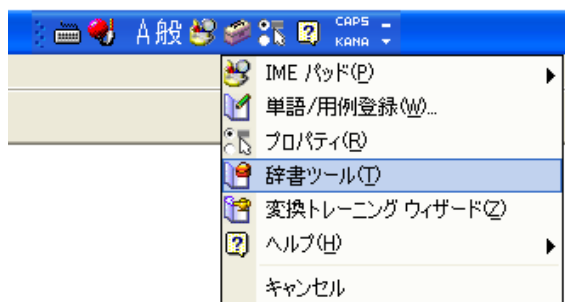 A 般 CAPS
KANA
IME パッド(P)
単語/用例登録(W)...
プロパティ(R)
辞書ツール(T)
変換トレーニング ウィザード(Z)
ヘルプ(H)
キャンセル